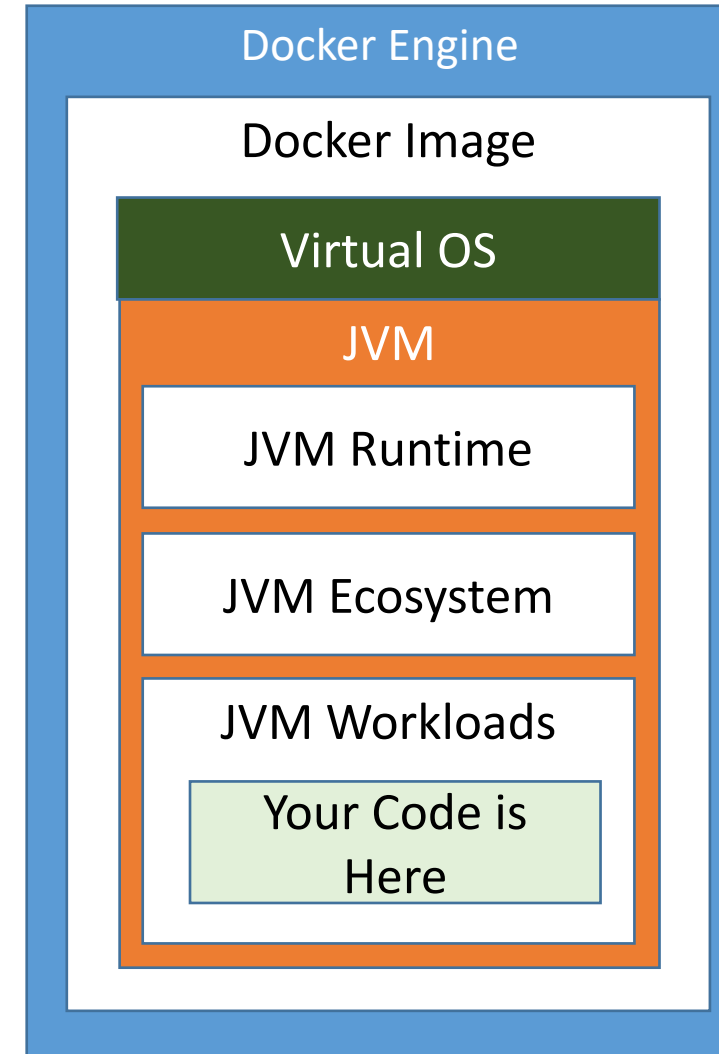 Docker Engine
Docker Image
Virtual OS
JVM
JVM Runtime
JVM Ecosystem
JVM Workloads
Your Code is
Here